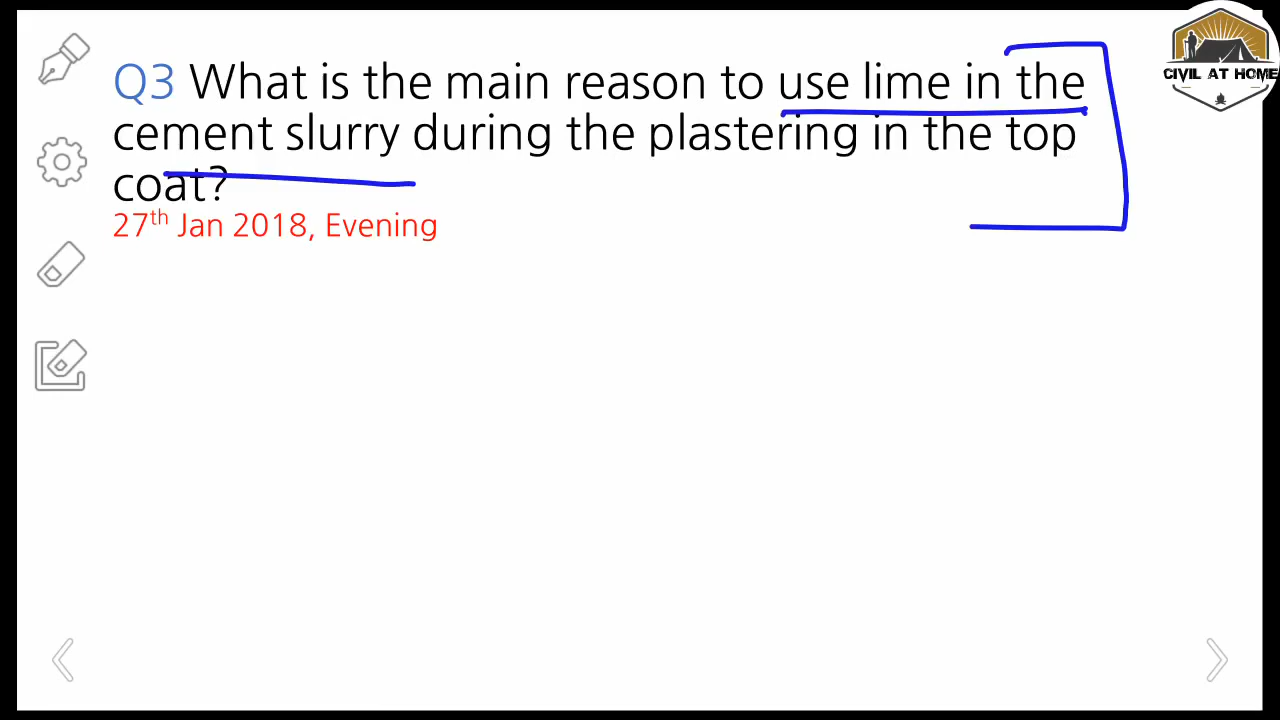 Q3 What is the main reason to use lime in the
cement slurry during the plastering in the top
coat?
27th Jan 2018, Evening
CIVIL AT HOME